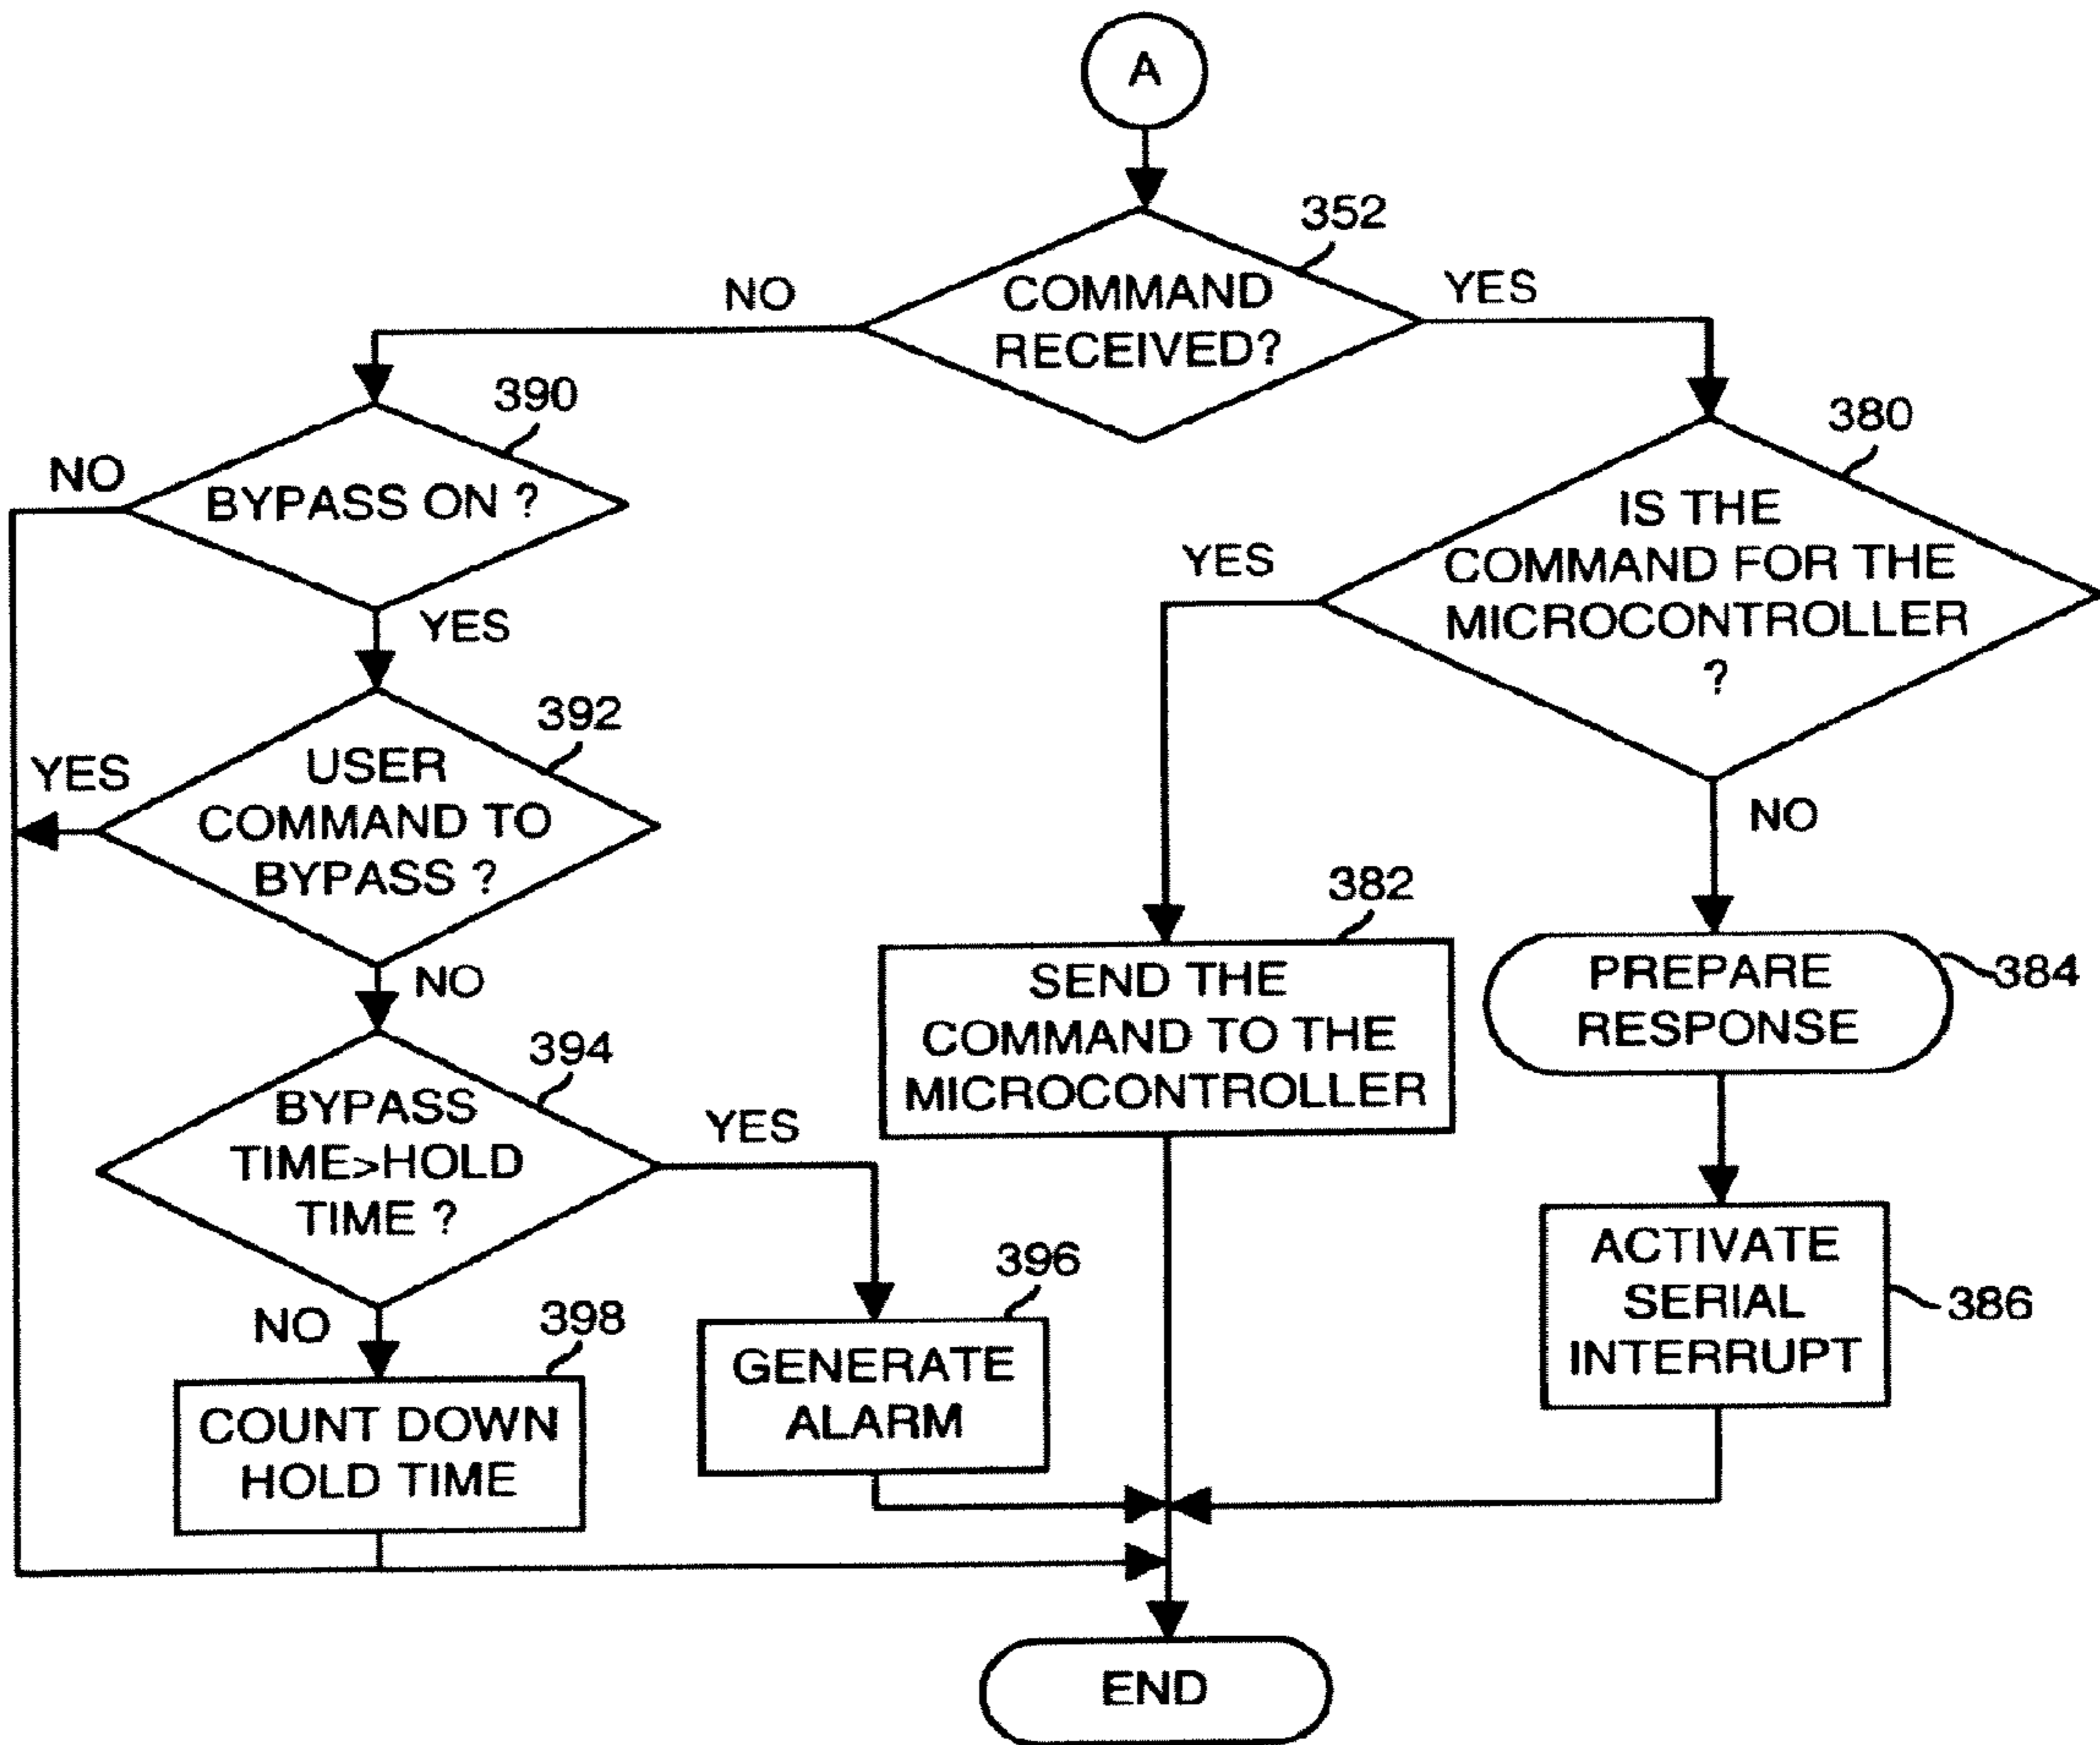 A
352
COMMAND
RECEIVED?
NO
YES
390
BYPASS ON ?
NO
YES
380
IS THE
COMMAND FOR THE
MICROCONTROLLER
?
YES
NO
392
USER
COMMAND TO
BYPASS ?
YES
NO
382
SEND THE
COMMAND TO THE
MICROCONTROLLER
384
PREPARE
RESPONSE
394
BYPASS
TIME>HOLD
TIME ?
YES
NO
386
ACTIVATE
SERIAL
INTERRUPT
396
GENERATE
ALARM
398
COUNT DOWN
HOLD TIME
END